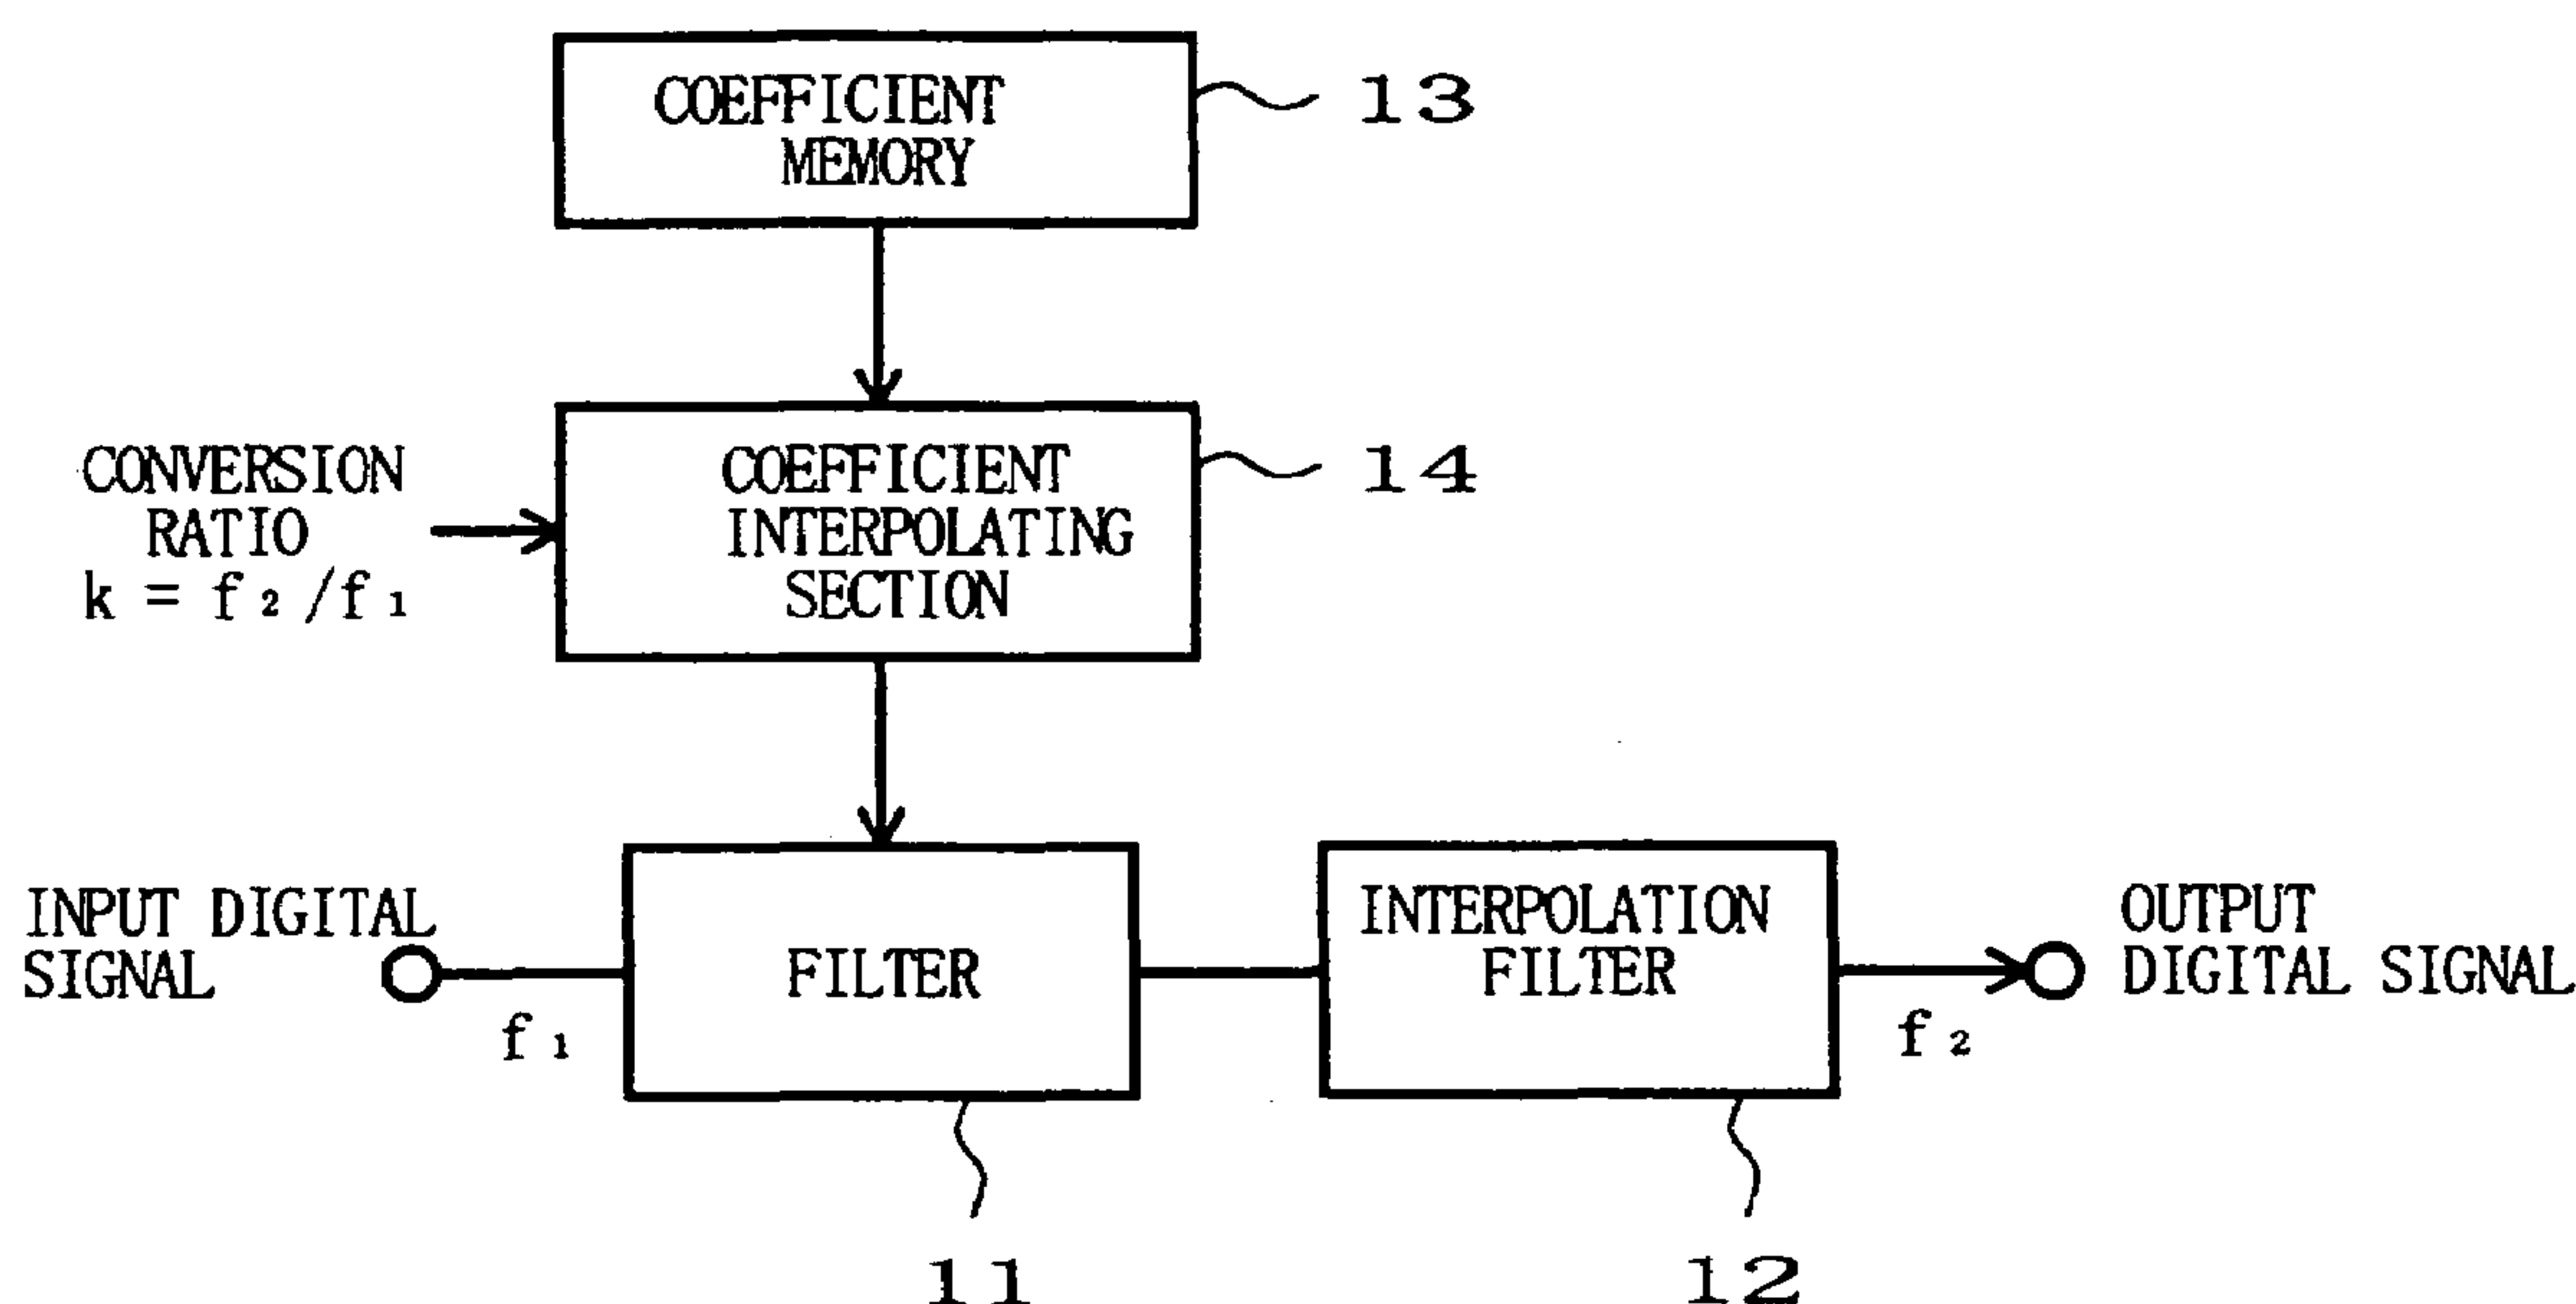 COEFFICIENT
MEMORY
13
CONVERSION
RATIO
k = f₂/f₁
COEFFICIENT
INTERPOLATING
SECTION
14
INPUT DIGITAL
SIGNAL
f₁
FILTER
INTERPOLATION
FILTER
f₂
OUTPUT
DIGITAL SIGNAL
11
12